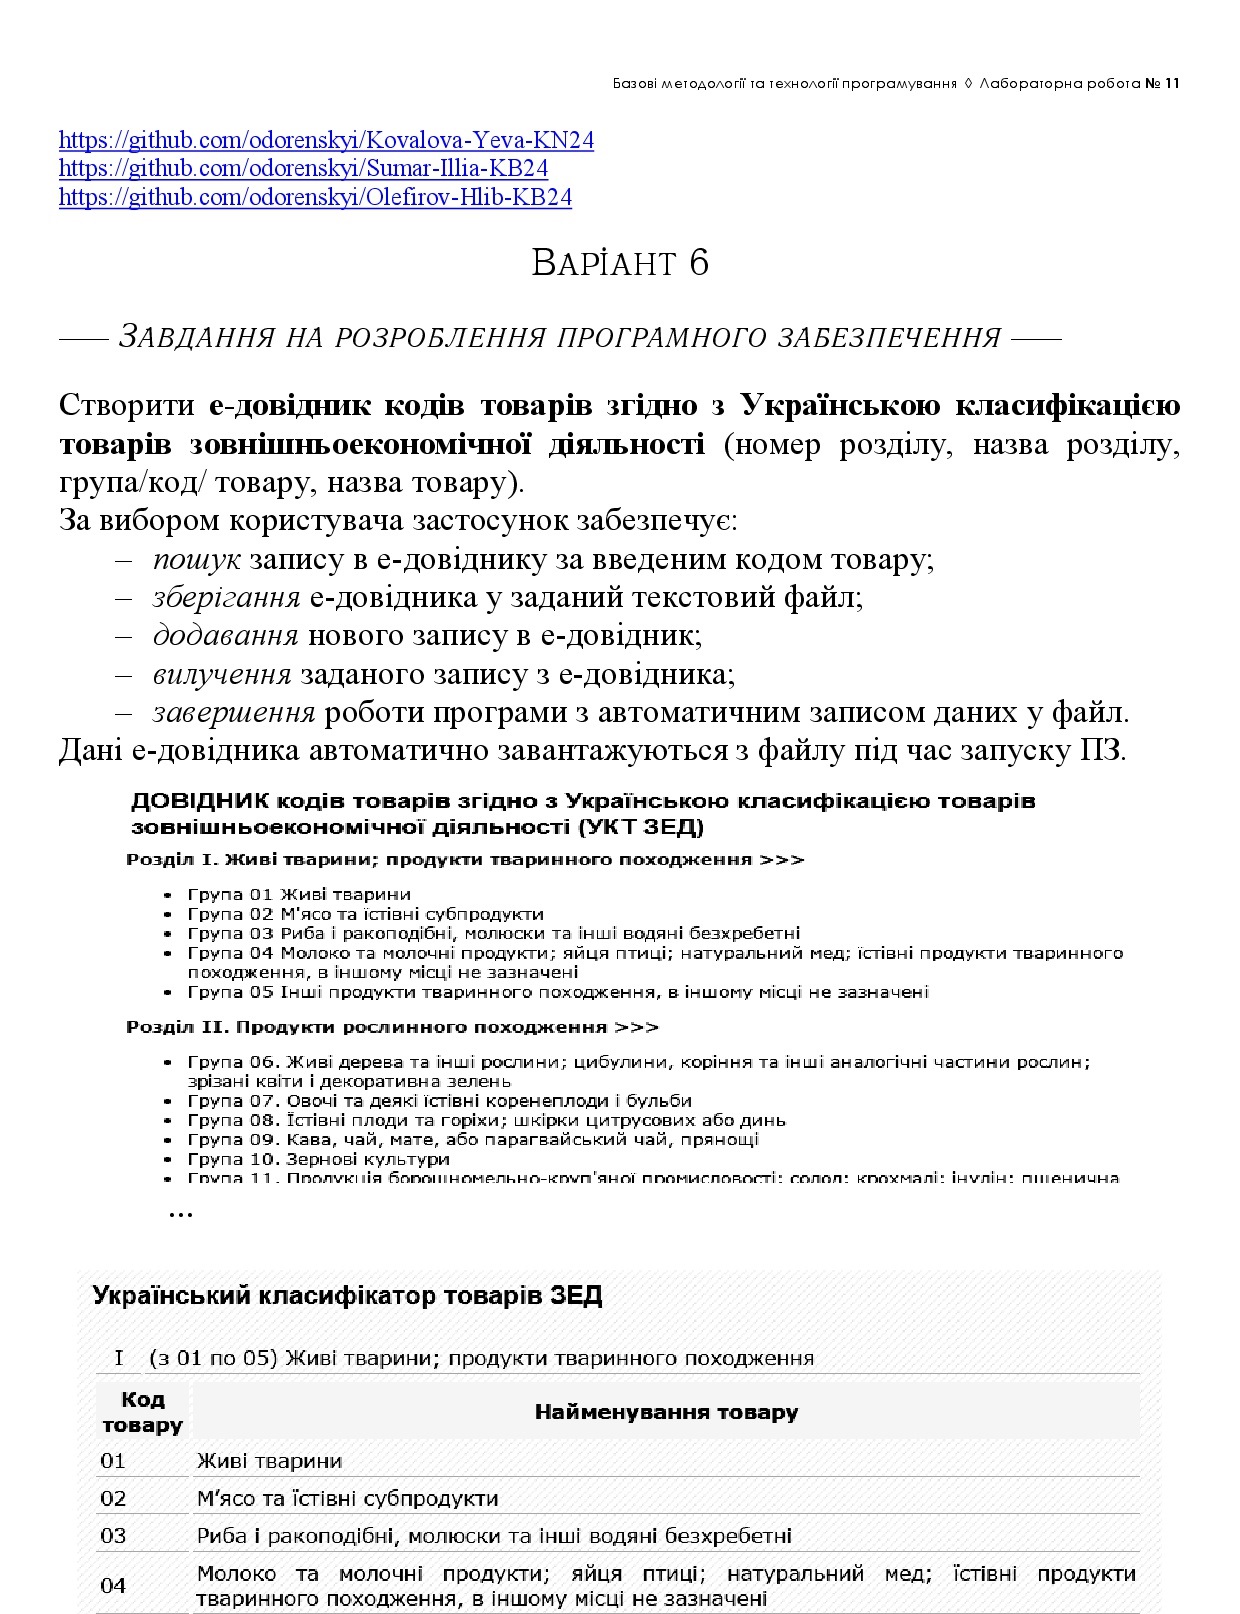 Базові методології та технології програмування ◊ Лабораторна робота № 11
https://github.com/odorenskyi/Kovalova-Yeva-KN24
https://github.com/odorenskyi/Sumar-Illia-KB24
https://github.com/odorenskyi/Olefirov-Hlib-KB24
ВАРІАНТ 6
—— ЗАВДАННЯ НА РОЗРОБЛЕННЯ ПРОГРАМНОГО ЗАБЕЗПЕЧЕННЯ ——
Створити е-довідник кодів товарів згідно з Українською класифікацією
товарів зовнішньоекономічної діяльності (номер розділу, назва розділу,
група/код/ товару, назва товару).
За вибором користувача застосунок забезпечує:
– пошук запису в е-довіднику за введеним кодом товару;
– зберігання е-довідника у заданий текстовий файл;
– додавання нового запису в е-довідник;
– вилучення заданого запису з е-довідника;
– завершення роботи програми з автоматичним записом даних у файл.
Дані е-довідника автоматично завантажуються з файлу під час запуску ПЗ.
ДОВІДНИК кодів товарів згідно з Українською класифікацією товарів
зовнішньоекономічної діяльності (УКТ ЗЕД)
Розділ I. Живі тварини; продукти тваринного походження >>>
• Група 01 Живі тварини
• Група 02 М'ясо та їстівні субпродукти
• Група 03 Риба і ракоподібні, молюски та інші водяні безхребетні
• Група 04 Молоко та молочні продукти; яйця птиці; натуральний мед; їстівні продукти тваринного
походження, в іншому місці не зазначені
• Група 05 Інші продукти тваринного походження, в іншому місці не зазначені
Розділ II. Продукти рослинного походження >>>
• Група 06. Живі дерева та інші рослини; цибулини, коріння та інші аналогічні частини рослин;
зрізані квіти і декоративна зелень
• Група 07. Овочі та деякі їстівні коренеплоди і бульби
• Група 08. Їстівні плоди та горіхи; шкірки цитрусових або динь
• Група 09. Кава, чай, мате, або парагвайський чай, прянощі
• Група 10. Зернові культури
• Група 11. Продукція борошномельно-круп'яної промисловості; солод; крохмалі; інулін; пшенична
...
Український класифікатор товарів ЗЕД
I (з 01 по 05) Живі тварини; продукти тваринного походження
Код
товару
Найменування товару
01 Живі тварини
02 М’ясо та їстівні субпродукти
03 Риба і ракоподібні, молюски та інші водяні безхребетні
04 Молоко та молочні продукти; яйця птиці; натуральний мед; їстівні продукти
тваринного походження, в іншому місці не зазначені